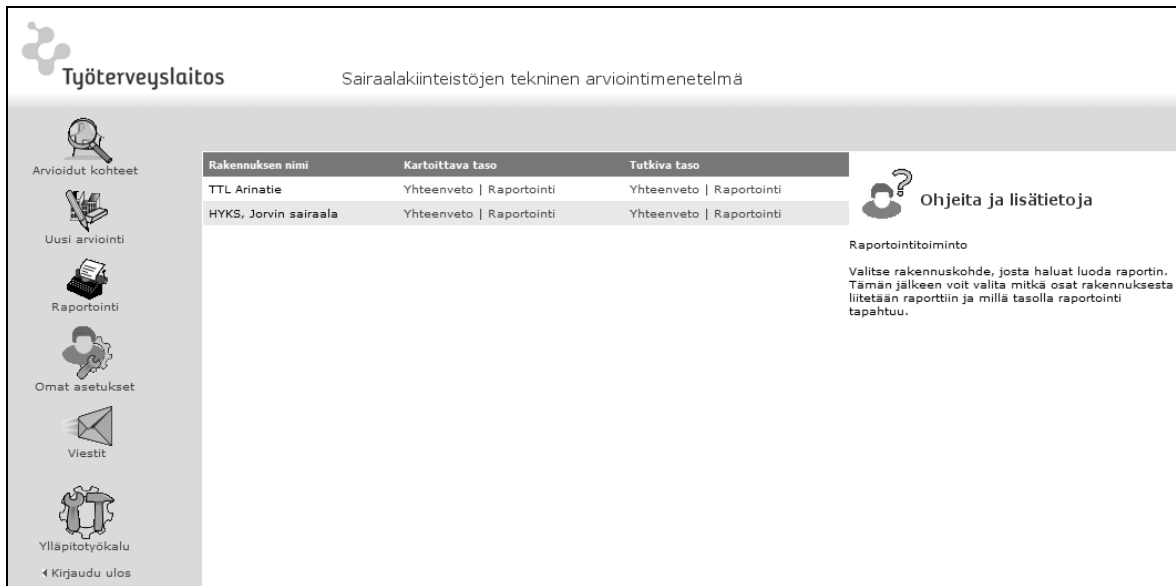 Työterveyslaitos
Sairaalakiinteistöjen tekninen arviointimenetelmä
Arvioidut kohteet
Uusi arviointi
Raportointi
Omat asetukset
Viestit
Ylläpitotyökalu
Kirjaudu ulos
Rakennuksen nimi Kartoittava taso Tutkiva taso
TTL Arinatie Yhteenveto | Raportointi Yhteenveto | Raportointi
HYKS, Jorvin sairaala Yhteenveto | Raportointi Yhteenveto | Raportointi
Ohjeita ja lisätietoja
Raportointitoiminto
Valitse rakennuskohde, josta haluat luoda raportin.
Tämän jälkeen voit valita mitkä osat rakennuksesta
liitetään raporttiin ja millä tasolla raportointi
tapahtuu.